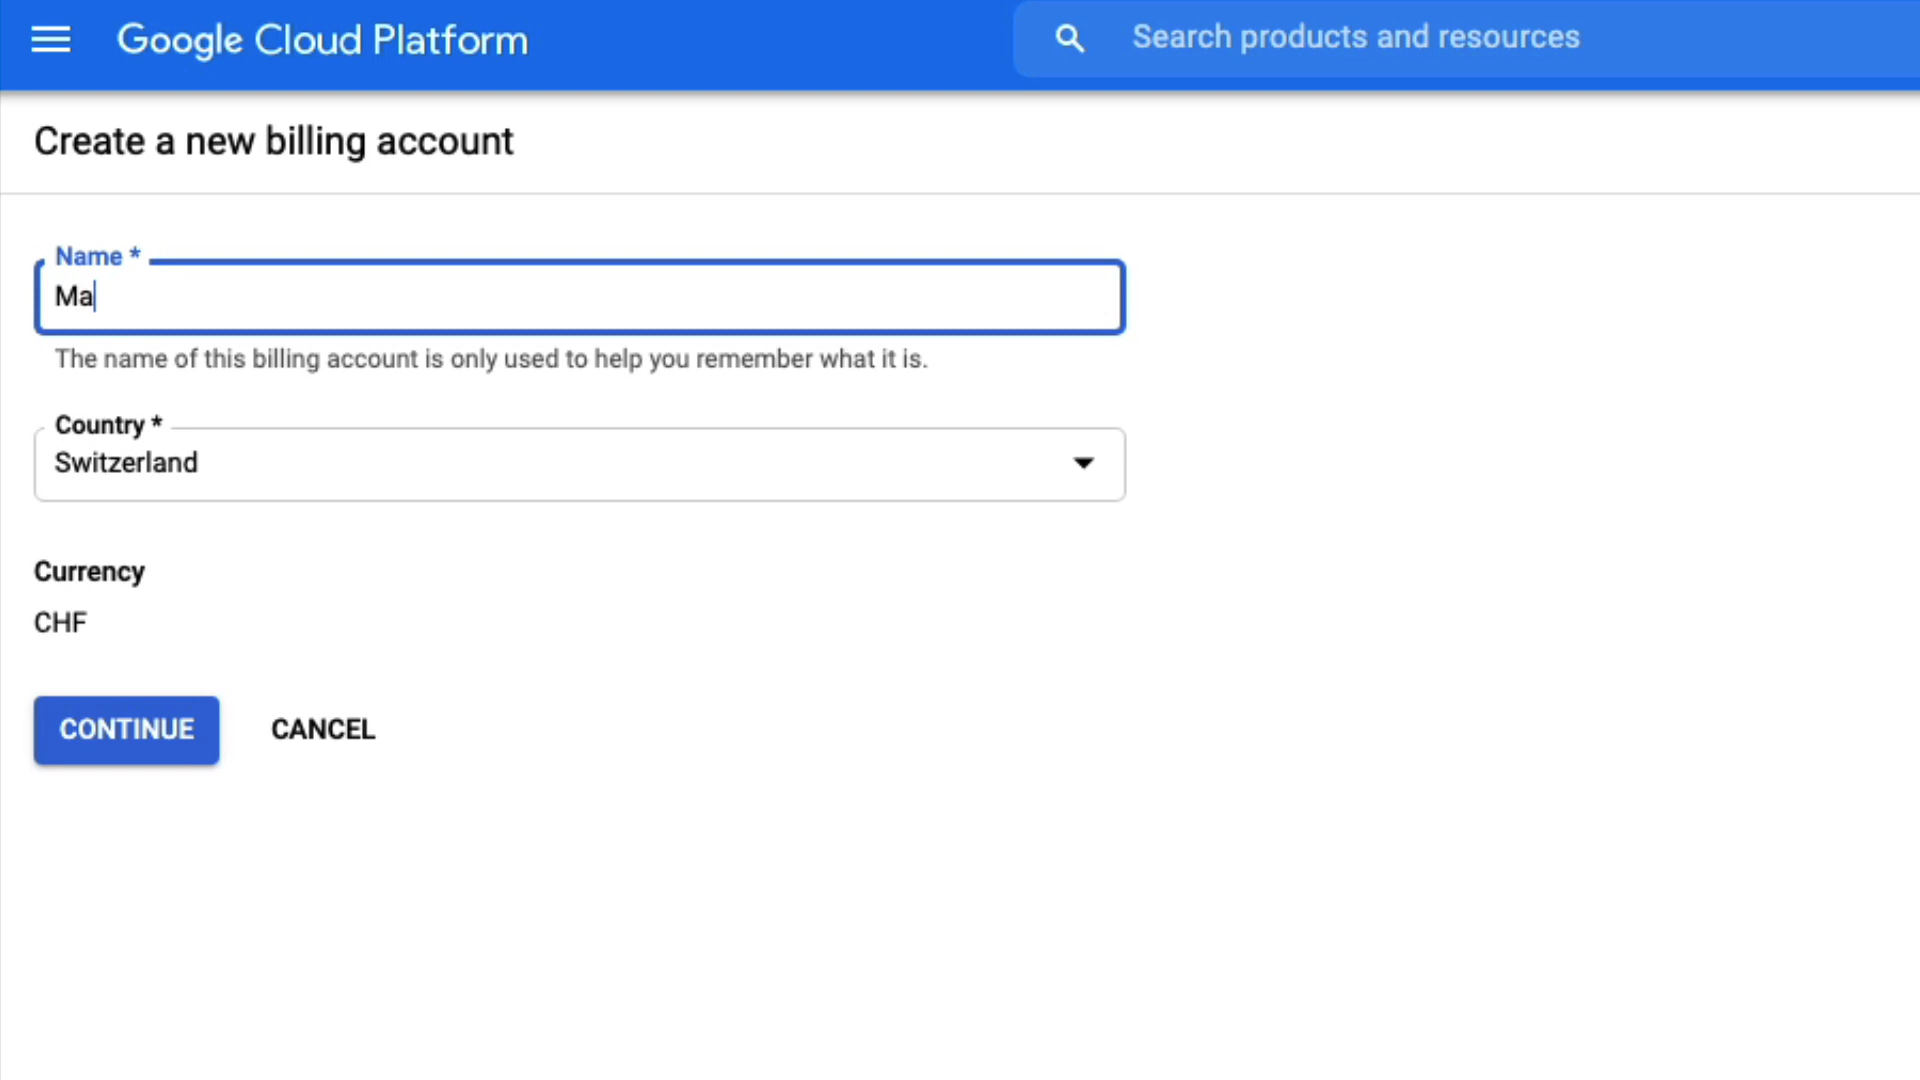 Google Cloud Platform
Search products and resources
Create a new billing account
Name *
Ma
The name of this billing account is only used to help you remember what it is.
Country *
Switzerland
Currency
CHF
CONTINUE
CANCEL